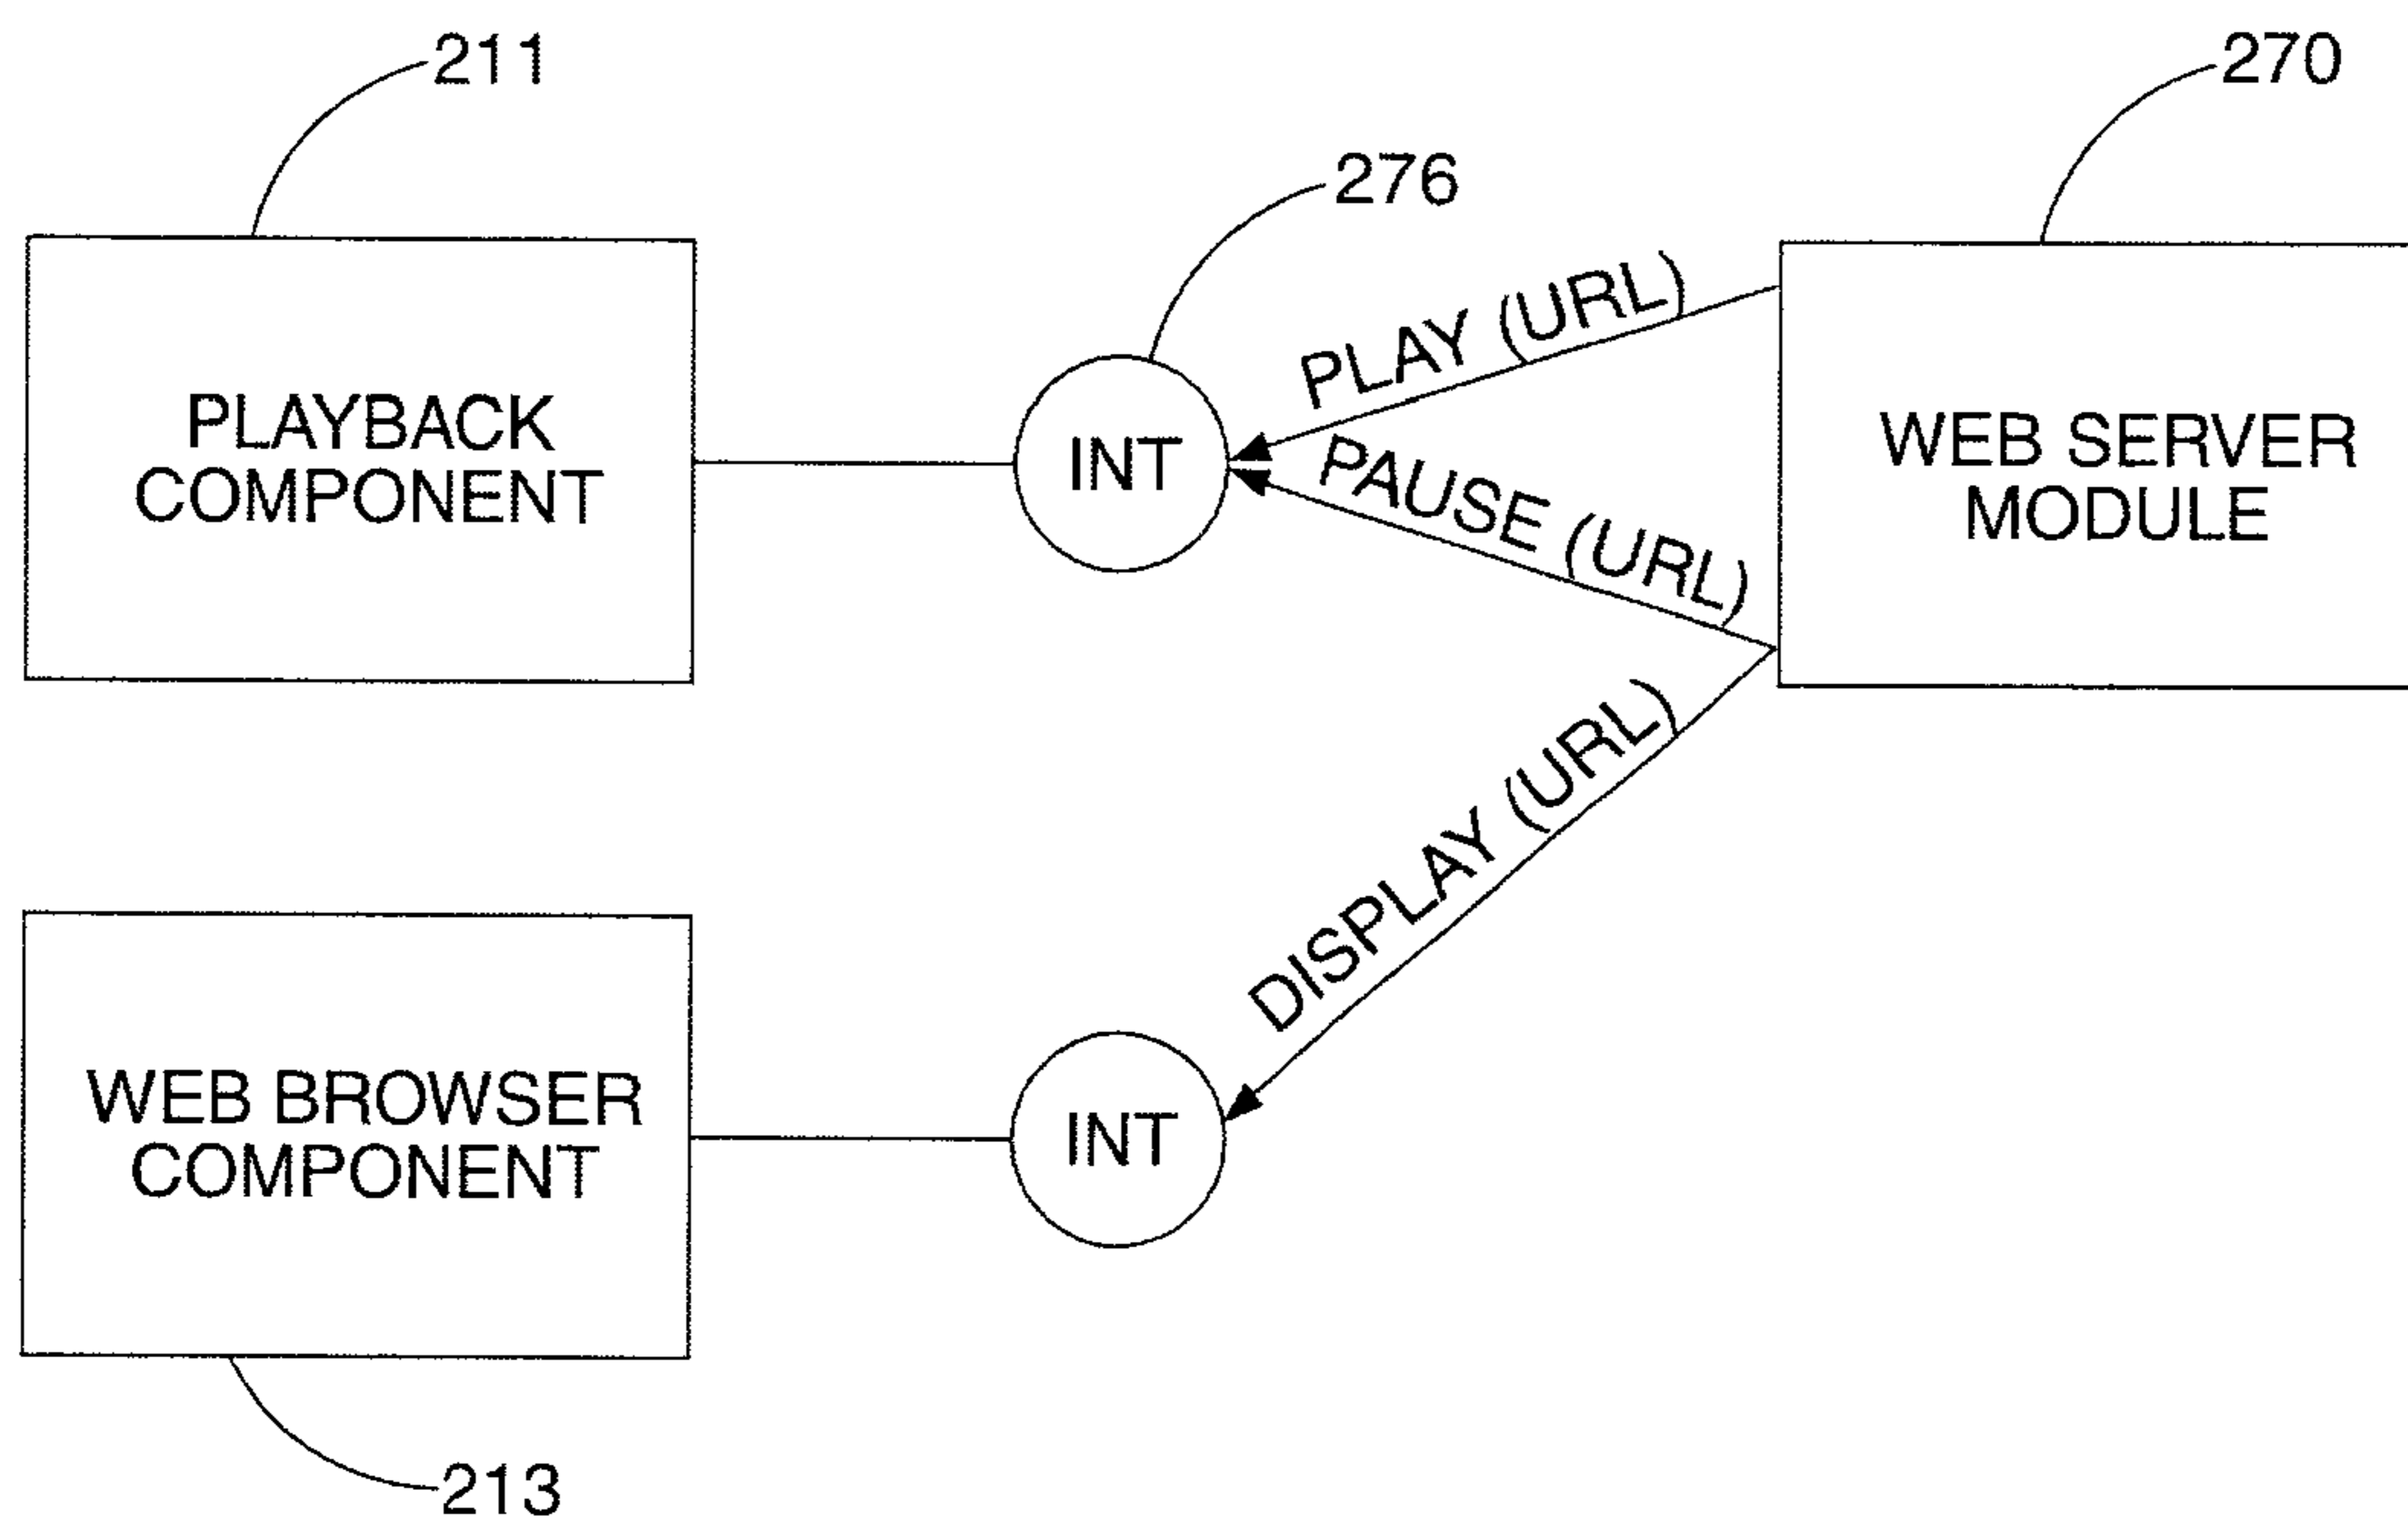 211
270
276
PLAY (URL)
PLAYBACK
COMPONENT
INT
PAUSE (URL)
WEB SERVER
MODULE
DISPLAY (URL)
WEB BROWSER
COMPONENT
INT
213